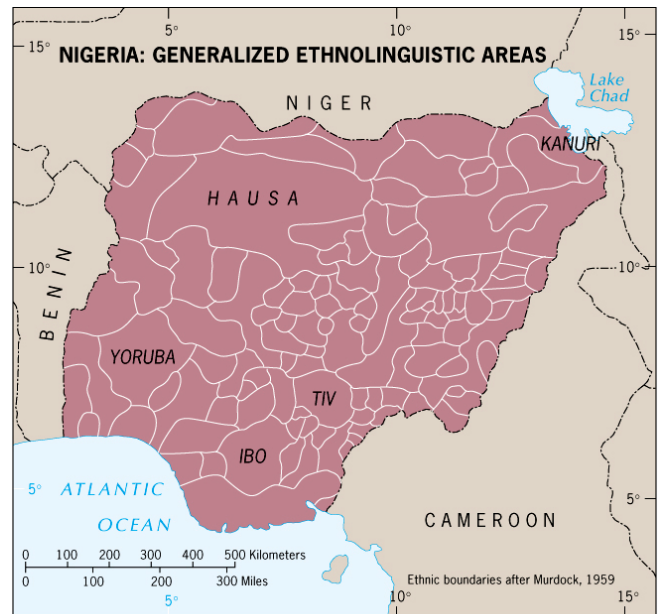 5° 10° 15°
15°
NIGERIA: GENERALIZED ETHNOLINGUISTIC AREAS
Lake
Chad
NIGER
KANURI
HAUSA
10° 10°
BENIN
YORUBA
TIV
IBO
5° 5°
ATLANTIC
OCEAN
CAMEROON
0 100 200 300 400 500 Kilometers
0 100 200 300 Miles
Ethnic boundaries after Murdock, 1959
5° 10° 15°